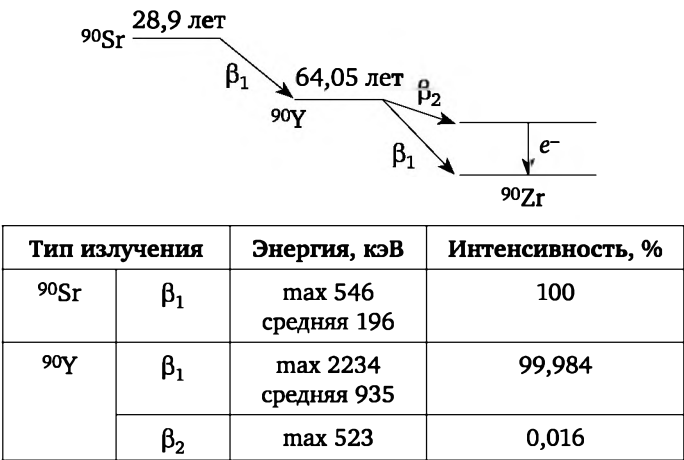 28,9 лет
⁹⁰Sr
β₁
64,05 лет
β₂
⁹⁰Y
β₁
e⁻
⁹⁰Zr
Тип излучения Энергия, кэВ Интенсивность, %
⁹⁰Sr β₁ max 546 100
средняя 196
⁹⁰Y β₁ max 2234 99,984
средняя 935
β₂ max 523 0,016